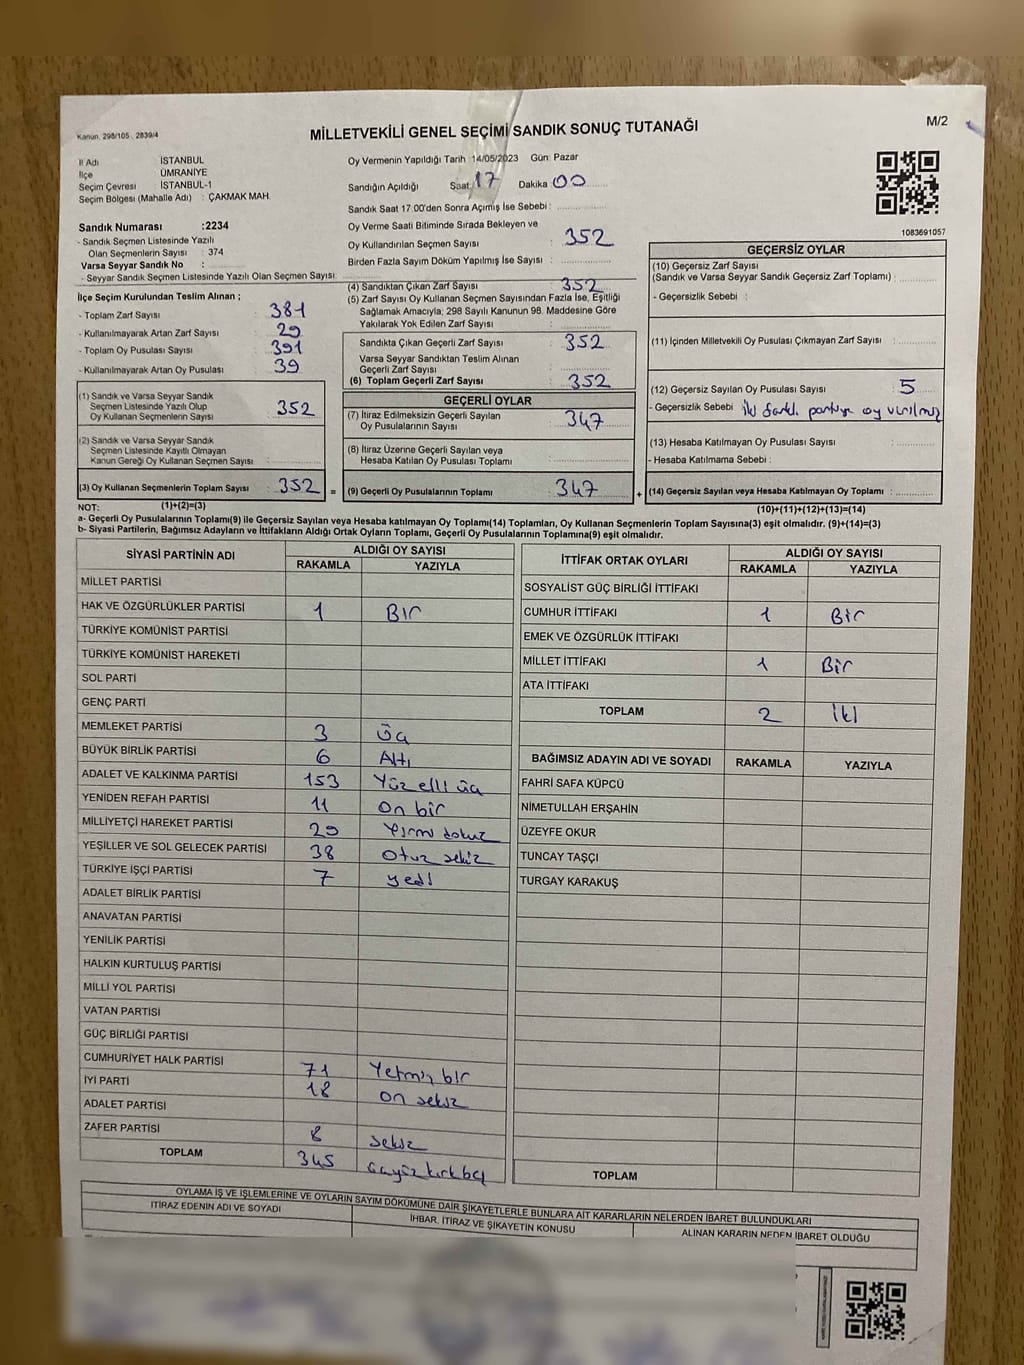 Kanun. 298/105 , 2839/4
MİLLETVEKİLİ GENEL SEÇİMİ SANDIK SONUÇ TUTANAĞI
M/2
İl Adı İSTANBUL
İlçe ÜMRANİYE
Seçim Çevresi İSTANBUL-1
Seçim Bölgesi (Mahalle Adı) : ÇAKMAK MAH.
Sandık Numarası :2234
- Sandık Seçmen Listesinde Yazılı
Olan Seçmenlerin Sayısı : 374
Varsa Seyyar Sandık No :
- Seyyar Sandık Seçmen Listesinde Yazılı Olan Seçmen Sayısı:
Oy Vermenin Yapıldığı Tarih :14/05/2023 Gün: Pazar
Sandığın Açıldığı Saat: 17 Dakika 00
Sandık Saat 17.00'den Sonra Açımış İse Sebebi :
Oy Verme Saati Bitiminde Sırada Bekleyen ve
Oy Kullandırılan Seçmen Sayısı : 352
Birden Fazla Sayım Döküm Yapılmış İse Sayısı :
1083691057
İlçe Seçim Kurulundan Teslim Alınan ;
- Toplam Zarf Sayısı : 381
- Kullanılmayarak Artan Zarf Sayısı : 29
- Toplam Oy Pusulası Sayısı : 391
- Kullanılmayarak Artan Oy Pusulası : 39
(1) Sandık ve Varsa Seyyar Sandık
Seçmen Listesinde Yazılı Olup
Oy Kullanan Seçmenlerin Sayısı : 352
(2) Sandık ve Varsa Seyyar Sandık
Seçmen Listesinde Kayıtlı Olmayan
Kanun Gereği Oy Kullanan Seçmen Sayısı :
(3) Oy Kullanan Seçmenlerin Toplam Sayısı : 352 =
(1)+(2)=(3)
(4) Sandıktan Çıkan Zarf Sayısı : 352
(5) Zarf Sayısı Oy Kullanan Seçmen Sayısından Fazla İse, Eşitliği
Sağlamak Amacıyla; 298 Sayılı Kanunun 98. Maddesine Göre
Yakılarak Yok Edilen Zarf Sayısı :
Sandıkta Çıkan Geçerli Zarf Sayısı : 352
Varsa Seyyar Sandıktan Teslim Alınan
Geçerli Zarf Sayısı :
(6) Toplam Geçerli Zarf Sayısı : 352
GEÇERLİ OYLAR
(7) İtiraz Edilmeksizin Geçerli Sayılan
Oy Pusulalarının Sayısı : 347
(8) İtiraz Üzerine Geçerli Sayılan veya
Hesaba Katılan Oy Pusulası Toplamı :
(9) Geçerli Oy Pusulalarının Toplamı : 347 +
GEÇERSİZ OYLAR
(10) Geçersiz Zarf Sayısı
(Sandık ve Varsa Seyyar Sandık Geçersiz Zarf Toplamı) :
- Geçersizlik Sebebi :
(11) İçinden Milletvekili Oy Pusulası Çıkmayan Zarf Sayısı :
(12) Geçersiz Sayılan Oy Pusulası Sayısı : 5
- Geçersizlik Sebebi : iki farklı partiye oy verilmiş
(13) Hesaba Katılmayan Oy Pusulası Sayısı :
- Hesaba Katılmama Sebebi :
(14) Geçersiz Sayılan veya Hesaba Katılmayan Oy Toplamı :
(10)+(11)+(12)+(13)=(14)
NOT:
a- Geçerli Oy Pusulalarının Toplamı(9) ile Geçersiz Sayılan veya Hesaba katılmayan Oy Toplamı(14) Toplamları, Oy Kullanan Seçmenlerin Toplam Sayısına(3) eşit olmalıdır. (9)+(14)=(3)
b- Siyasi Partilerin, Bağımsız Adayların ve İttifakların Aldığı Ortak Oyların Toplamı, Geçerli Oy Pusulalarının Toplamına(9) eşit olmalıdır.
SİYASİ PARTİNİN ADI ALDIĞI OY SAYISI
RAKAMLA YAZIYLA
MİLLET PARTİSİ
HAK VE ÖZGÜRLÜKLER PARTİSİ 1 Bir
TÜRKİYE KOMÜNİST PARTİSİ
TÜRKİYE KOMÜNİST HAREKETİ
SOL PARTİ
GENÇ PARTİ
MEMLEKET PARTİSİ 3 üç
BÜYÜK BİRLİK PARTİSİ 6 Altı
ADALET VE KALKINMA PARTİSİ 153 Yüz elli üç
YENİDEN REFAH PARTİSİ 11 On bir
MİLLİYETÇİ HAREKET PARTİSİ 29 Yirmi dokuz
YEŞİLLER VE SOL GELECEK PARTİSİ 38 Otuz sekiz
TÜRKİYE İŞÇİ PARTİSİ 7 yedi
ADALET BİRLİK PARTİSİ
ANAVATAN PARTİSİ
YENİLİK PARTİSİ
HALKIN KURTULUŞ PARTİSİ
MİLLİ YOL PARTİSİ
VATAN PARTİSİ
GÜÇ BİRLİĞİ PARTİSİ
CUMHURİYET HALK PARTİSİ 71 Yetmiş bir
İYİ PARTİ 18 on sekiz
ADALET PARTİSİ
ZAFER PARTİSİ 8 sekiz
TOPLAM 345 üçyüz kırk beş
İTTİFAK ORTAK OYLARI ALDIĞI OY SAYISI
RAKAMLA YAZIYLA
SOSYALİST GÜÇ BİRLİĞİ İTTİFAKI
CUMHUR İTTİFAKI 1 Bir
EMEK VE ÖZGÜRLÜK İTTİFAKI
MİLLET İTTİFAKI 1 Bir
ATA İTTİFAKI
TOPLAM 2 iki
BAĞIMSIZ ADAYIN ADI VE SOYADI RAKAMLA YAZIYLA
FAHRİ SAFA KÜPCÜ
NİMETULLAH ERŞAHİN
ÜZEYFE OKUR
TUNCAY TAŞÇI
TURGAY KARAKUŞ
TOPLAM
OYLAMA İŞ VE İŞLEMLERİNE VE OYLARIN SAYIM DÖKÜMÜNE DAİR ŞİKAYETLERLE BUNLARA AİT KARARLARIN NELERDEN İBARET BULUNDUKLARI
İTİRAZ EDENİN ADI VE SOYADI İHBAR, İTİRAZ VE ŞİKAYETİN KONUSU ALINAN KARARIN NEDEN İBARET OLDUĞU